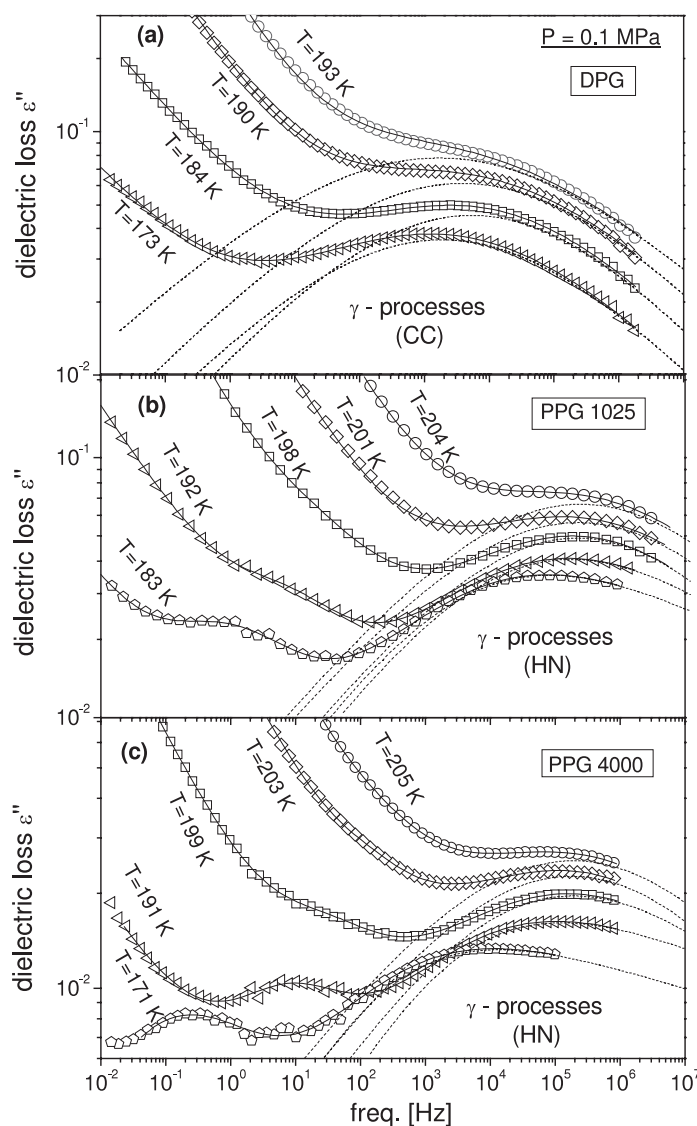 (a)
P = 0.1 MPa
DPG
T=193 K
T=190 K
T=184 K
T=173 K
γ - processes
(CC)
dielectric loss ε"
10⁻¹
10⁻²
(b)
PPG 1025
T=204 K
T=201 K
T=198 K
T=192 K
T=183 K
γ - processes
(HN)
dielectric loss ε"
10⁻¹
10⁻²
(c)
PPG 4000
T=205 K
T=203 K
T=199 K
T=191 K
T=171 K
γ - processes
(HN)
dielectric loss ε"
10⁻²
10⁻² 10⁻¹ 10⁰ 10¹ 10² 10³ 10⁴ 10⁵ 10⁶ 10⁷
freq. [Hz]